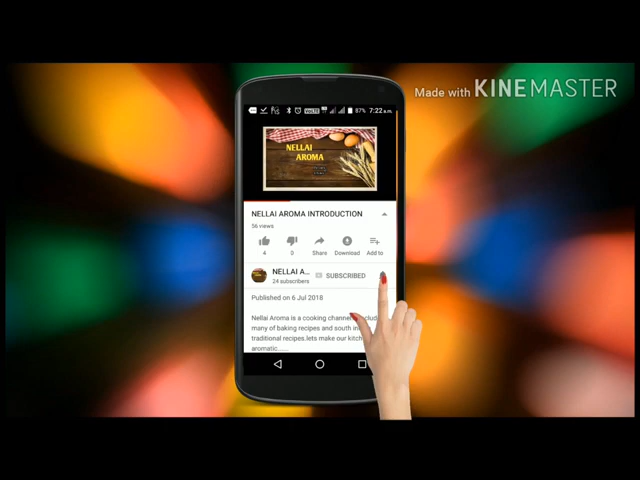 Made with KINEMASTER
87% 7:22 a.m.
NELLAI
AROMA
NELLAI AROMA INTRODUCTION
56 views
4 0 Share Download Add to
NELLAI A... SUBSCRIBED
24 subscribers
Published on 6 Jul 2018
Nellai Aroma is a cooking channel
many of baking recipes and south in
traditional recipes.lets make our kitc
aromatic .....